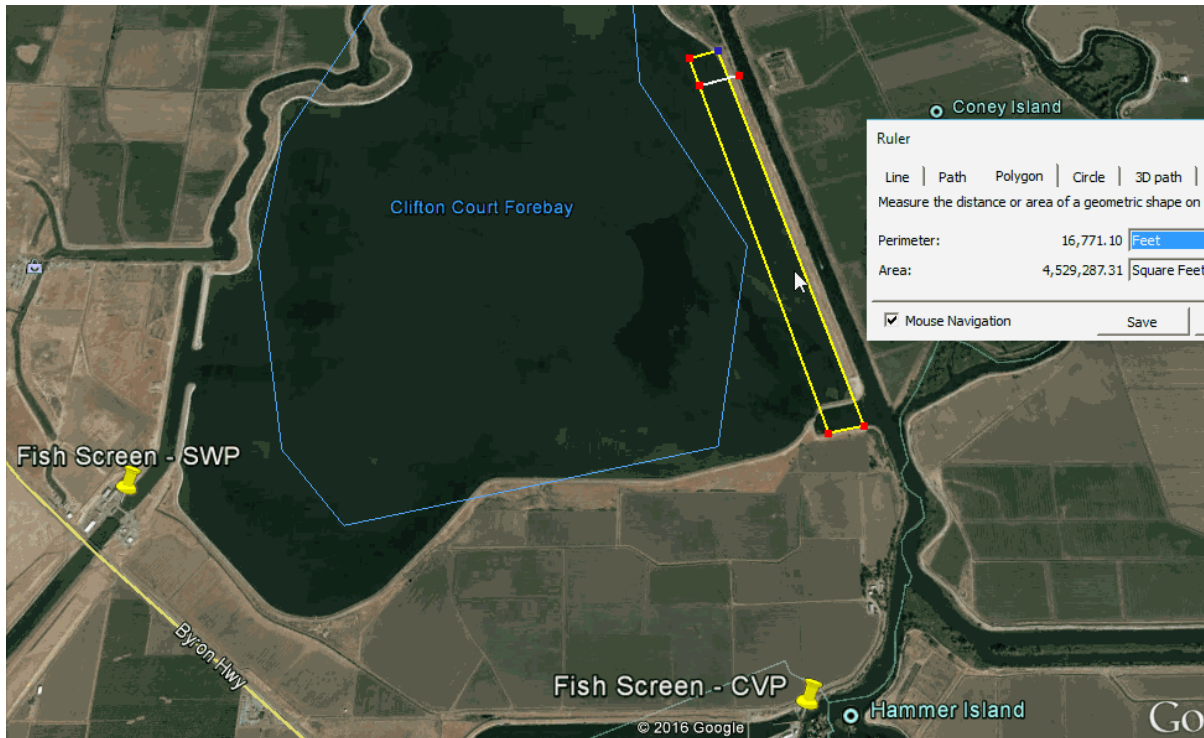 Coney Island
Ruler
Line
Path
Polygon
Circle
3D path
Measure the distance or area of a geometric shape on
Perimeter:
16,771.10
Feet
Area:
4,529,287.31
Square Feet
Mouse Navigation
Save
Clifton Court Forebay
Fish Screen - SWP
Byron Hwy
Fish Screen - CVP
Hammer Island
© 2016 Google
Go